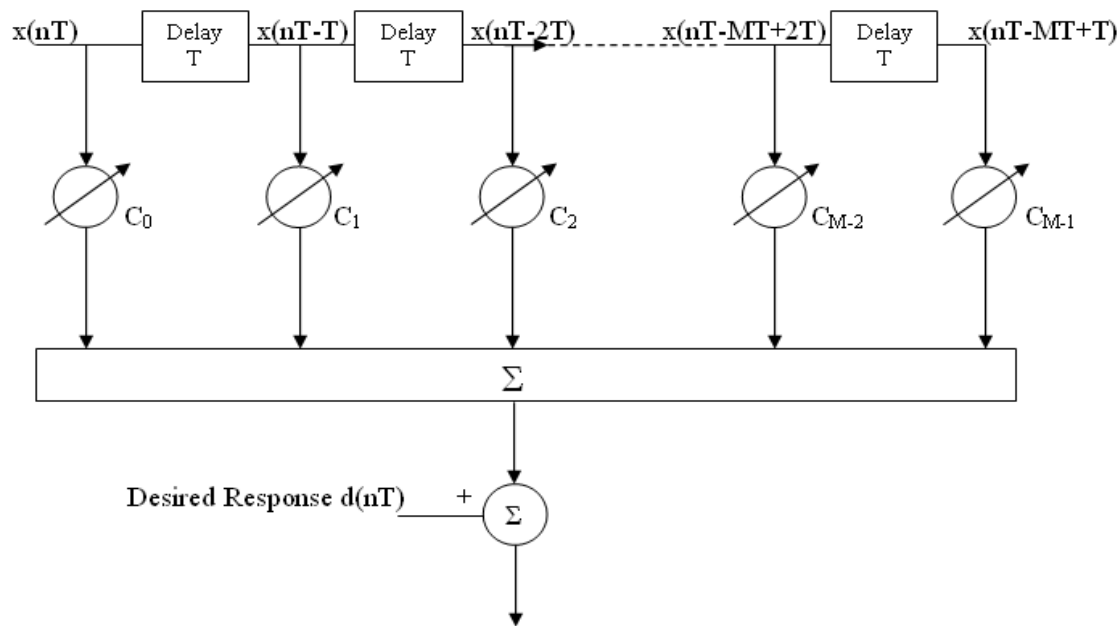 x(nT) Delay T x(nT-T) Delay T x(nT-2T) x(nT-MT+2T) Delay T x(nT-MT+T)
C0 C1 C2 CM-2 CM-1
Σ
Desired Response d(nT) + Σ